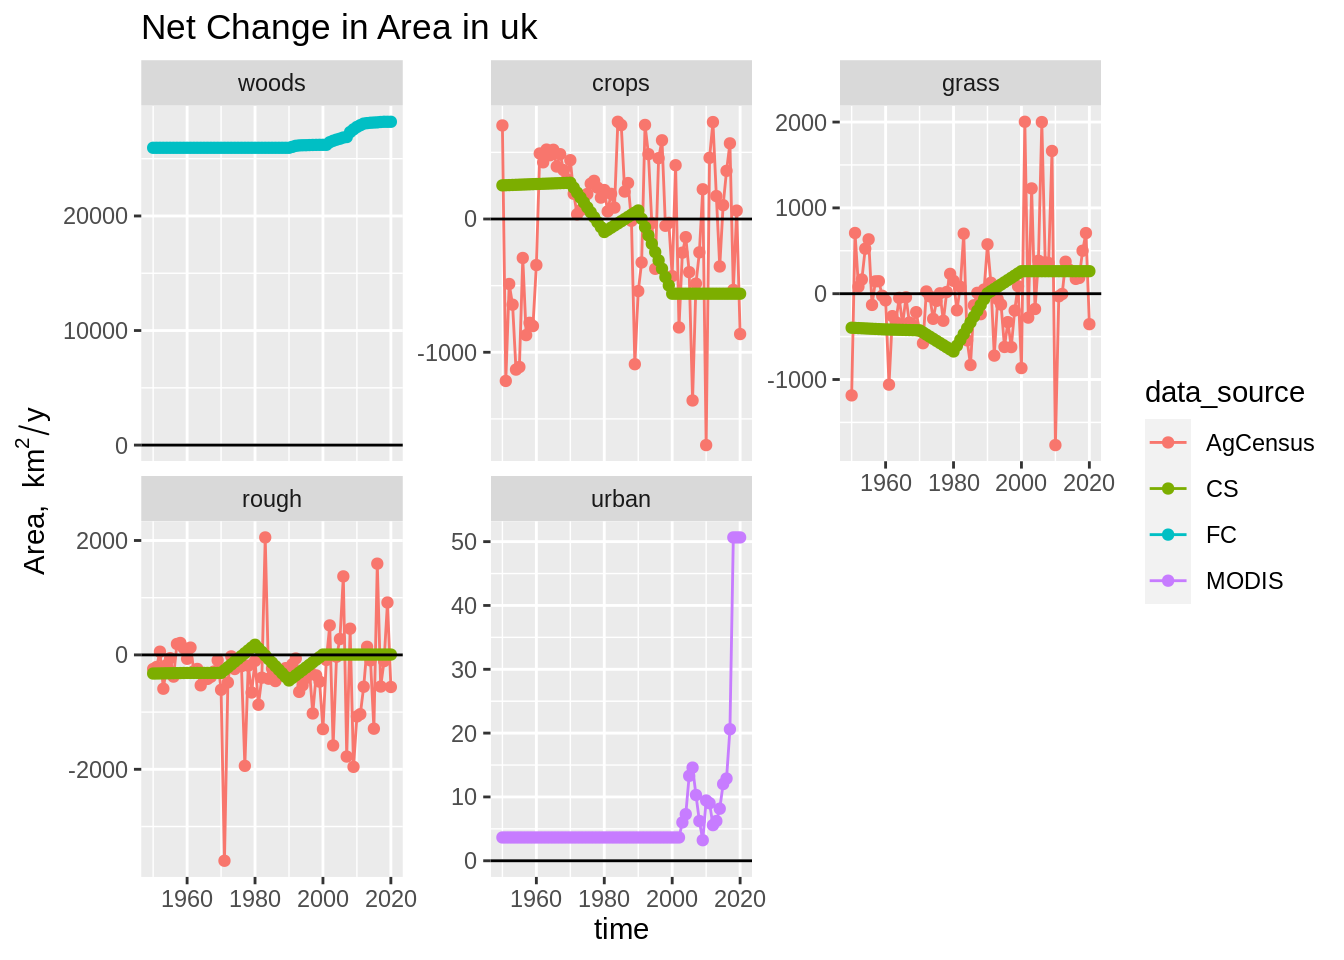 Net Change in Area in uk
woods
crops
grass
20000
10000
0
0
-1000
2000
1000
0
-1000
1960 1980 2000 2020
rough
urban
2000
0
-2000
50
40
30
20
10
0
1960 1980 2000 2020
1960 1980 2000 2020
time
Area, km²/y
data_source
AgCensus
CS
FC
MODIS